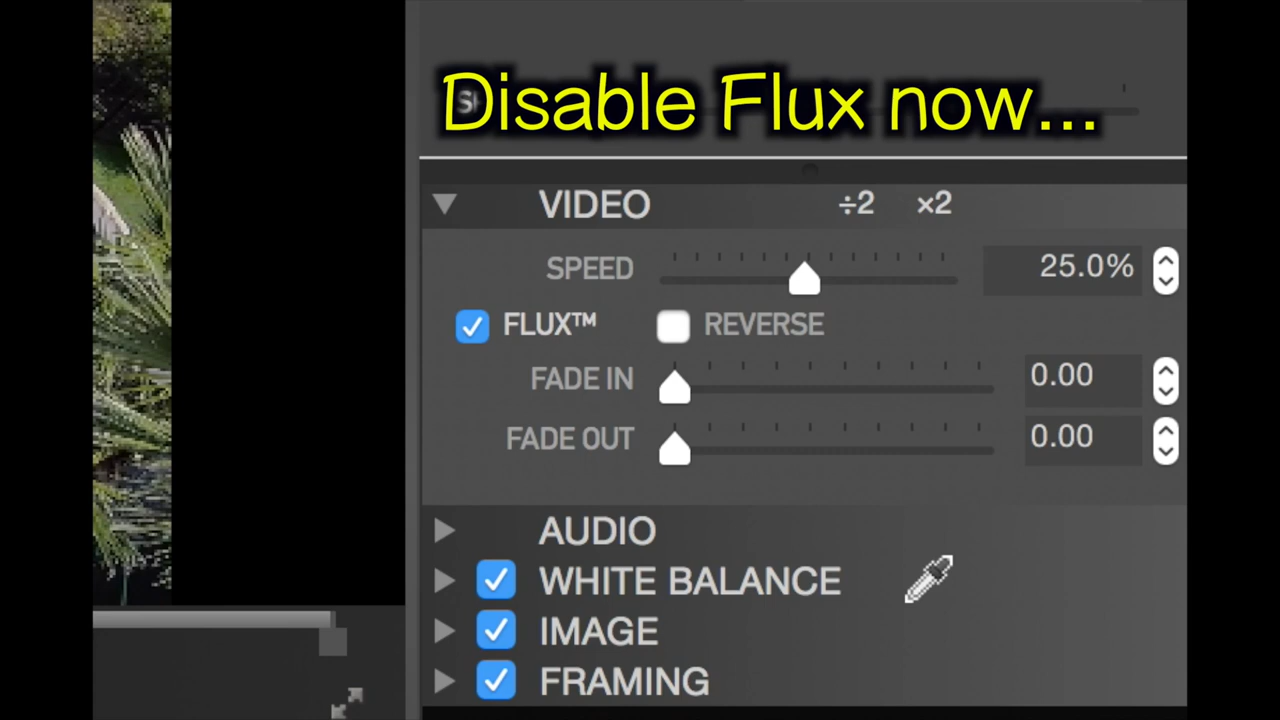 Disable Flux now...
VIDEO ÷2 ×2
SPEED 25.0%
FLUX™ REVERSE
FADE IN 0.00
FADE OUT 0.00
AUDIO
WHITE BALANCE
IMAGE
FRAMING